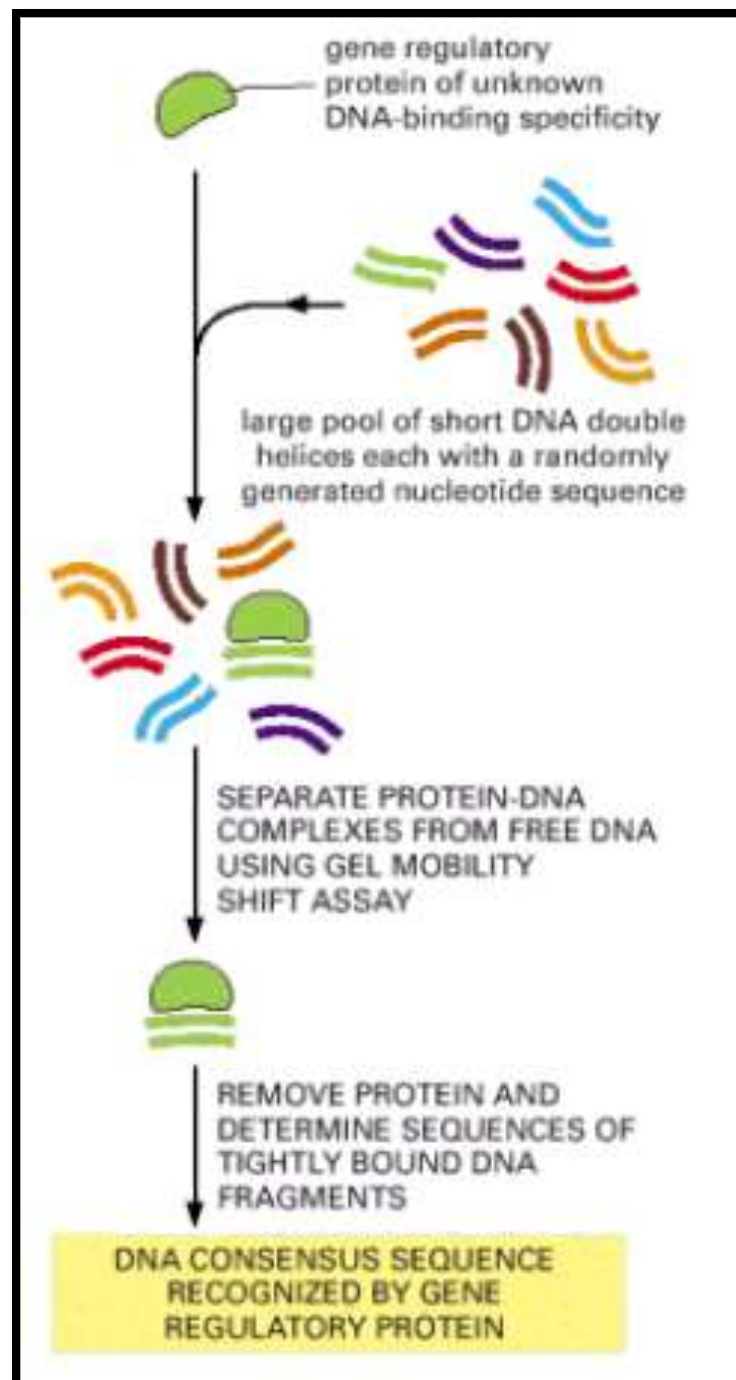 gene regulatory
protein of unknown
DNA-binding specificity
large pool of short DNA double
helices each with a randomly
generated nucleotide sequence
SEPARATE PROTEIN-DNA
COMPLEXES FROM FREE DNA
USING GEL MOBILITY
SHIFT ASSAY
REMOVE PROTEIN AND
DETERMINE SEQUENCES OF
TIGHTLY BOUND DNA
FRAGMENTS
DNA CONSENSUS SEQUENCE
RECOGNIZED BY GENE
REGULATORY PROTEIN